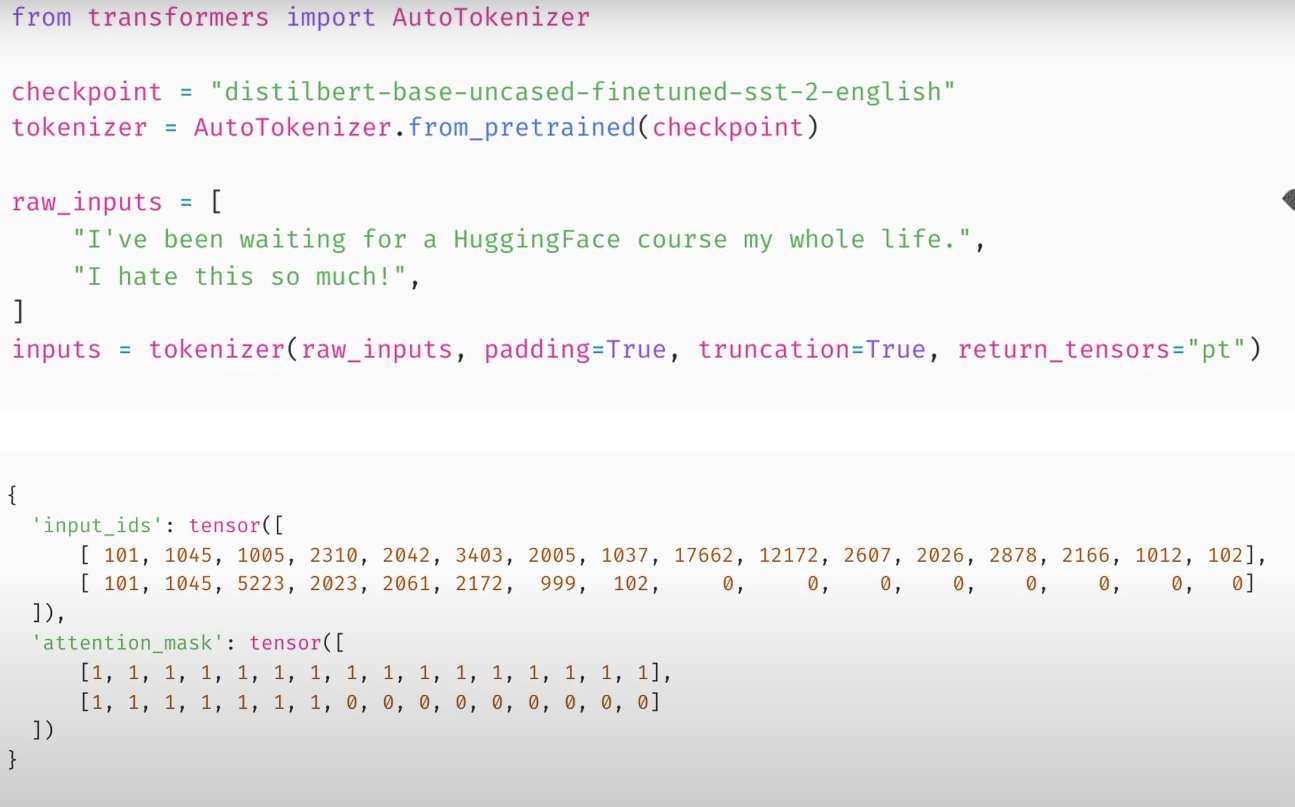 from transformers import AutoTokenizer
checkpoint = "distilbert-base-uncased-finetuned-sst-2-english"
tokenizer = AutoTokenizer.from_pretrained(checkpoint)
raw_inputs = [
    "I've been waiting for a HuggingFace course my whole life.",
    "I hate this so much!",
]
inputs = tokenizer(raw_inputs, padding=True, truncation=True, return_tensors="pt")
{
  'input_ids': tensor([
      [ 101, 1045, 1005, 2310, 2042, 3403, 2005, 1037, 17662, 12172, 2607, 2026, 2878, 2166, 1012, 102],
      [ 101, 1045, 5223, 2023, 2061, 2172, 999, 102, 0, 0, 0, 0, 0, 0, 0, 0]
  ]),
  'attention_mask': tensor([
      [1, 1, 1, 1, 1, 1, 1, 1, 1, 1, 1, 1, 1, 1, 1, 1],
      [1, 1, 1, 1, 1, 1, 1, 0, 0, 0, 0, 0, 0, 0, 0, 0]
  ])
}